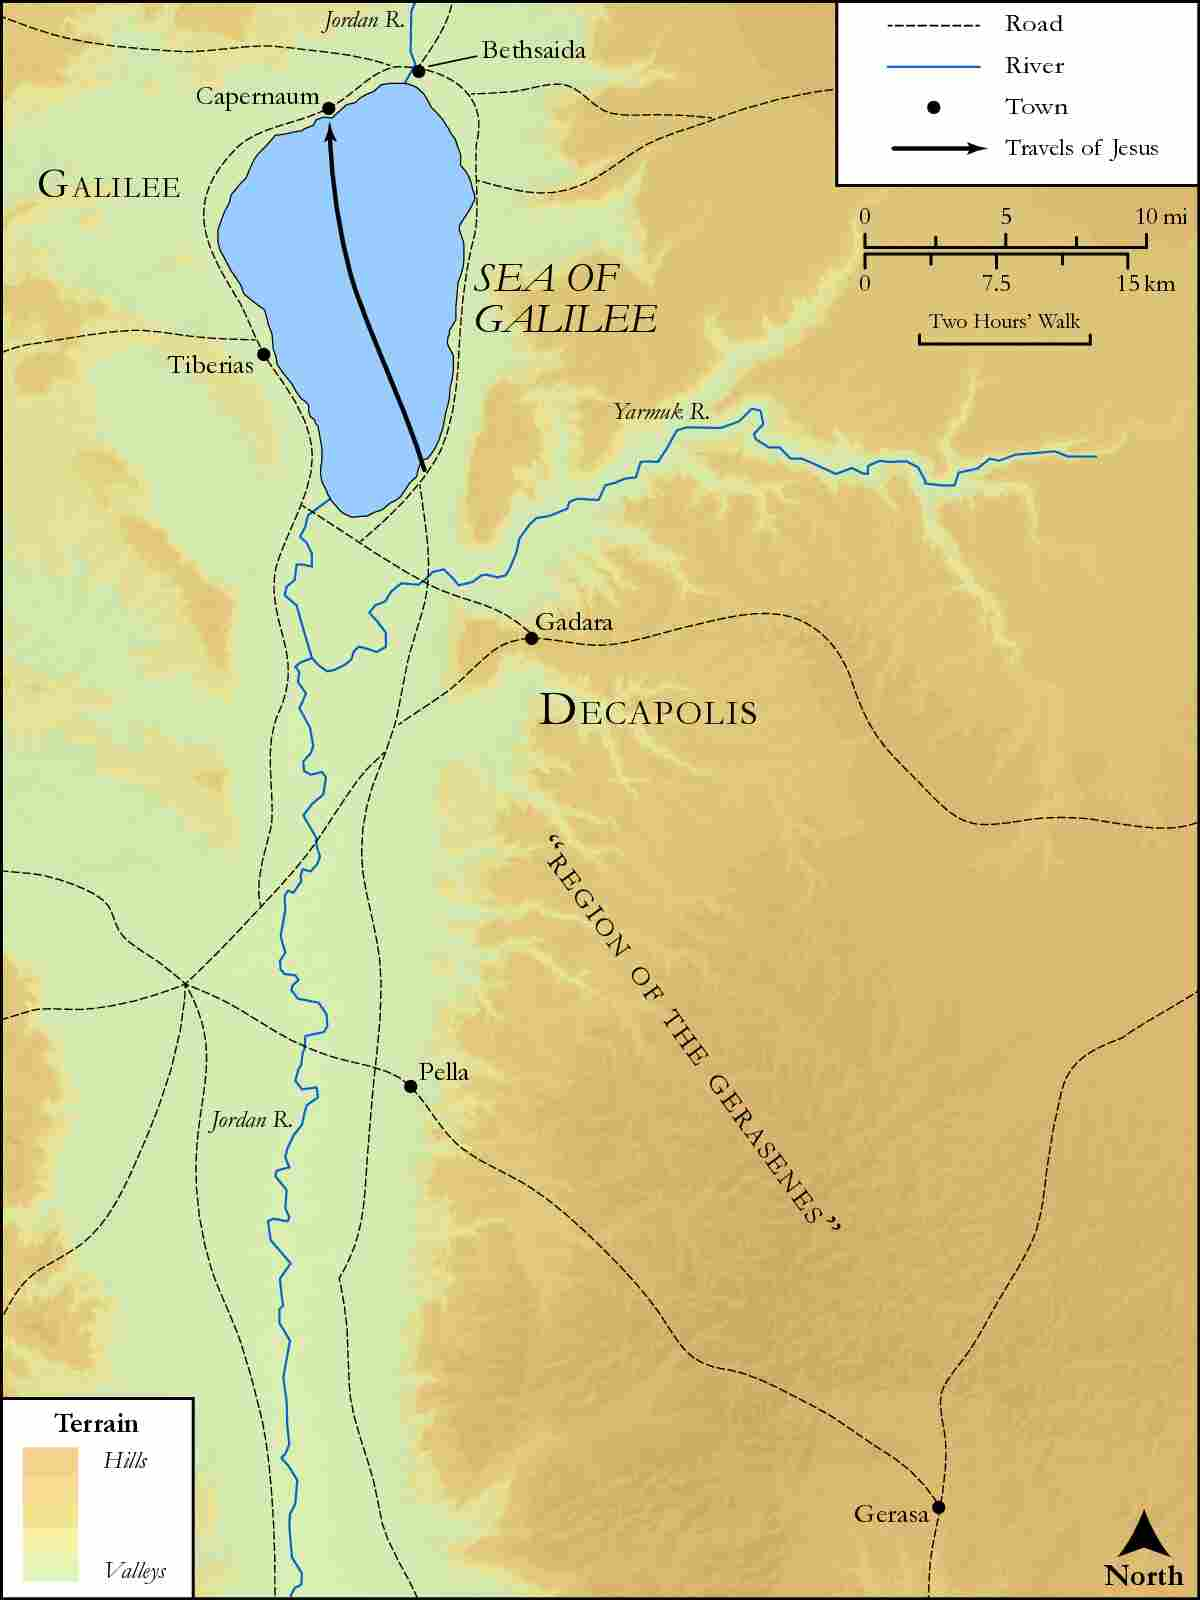 Jordan R.
Bethsaida
Capernaum
GALILEE
SEA OF
GALILEE
Tiberias
Yarmuk R.
Gadara
DECAPOLIS
“REGION OF THE GERASENES”
Pella
Jordan R.
Gerasa
Road
River
Town
Travels of Jesus
0 5 10 mi
0 7.5 15 km
Two Hours’ Walk
Terrain
Hills
Valleys
North